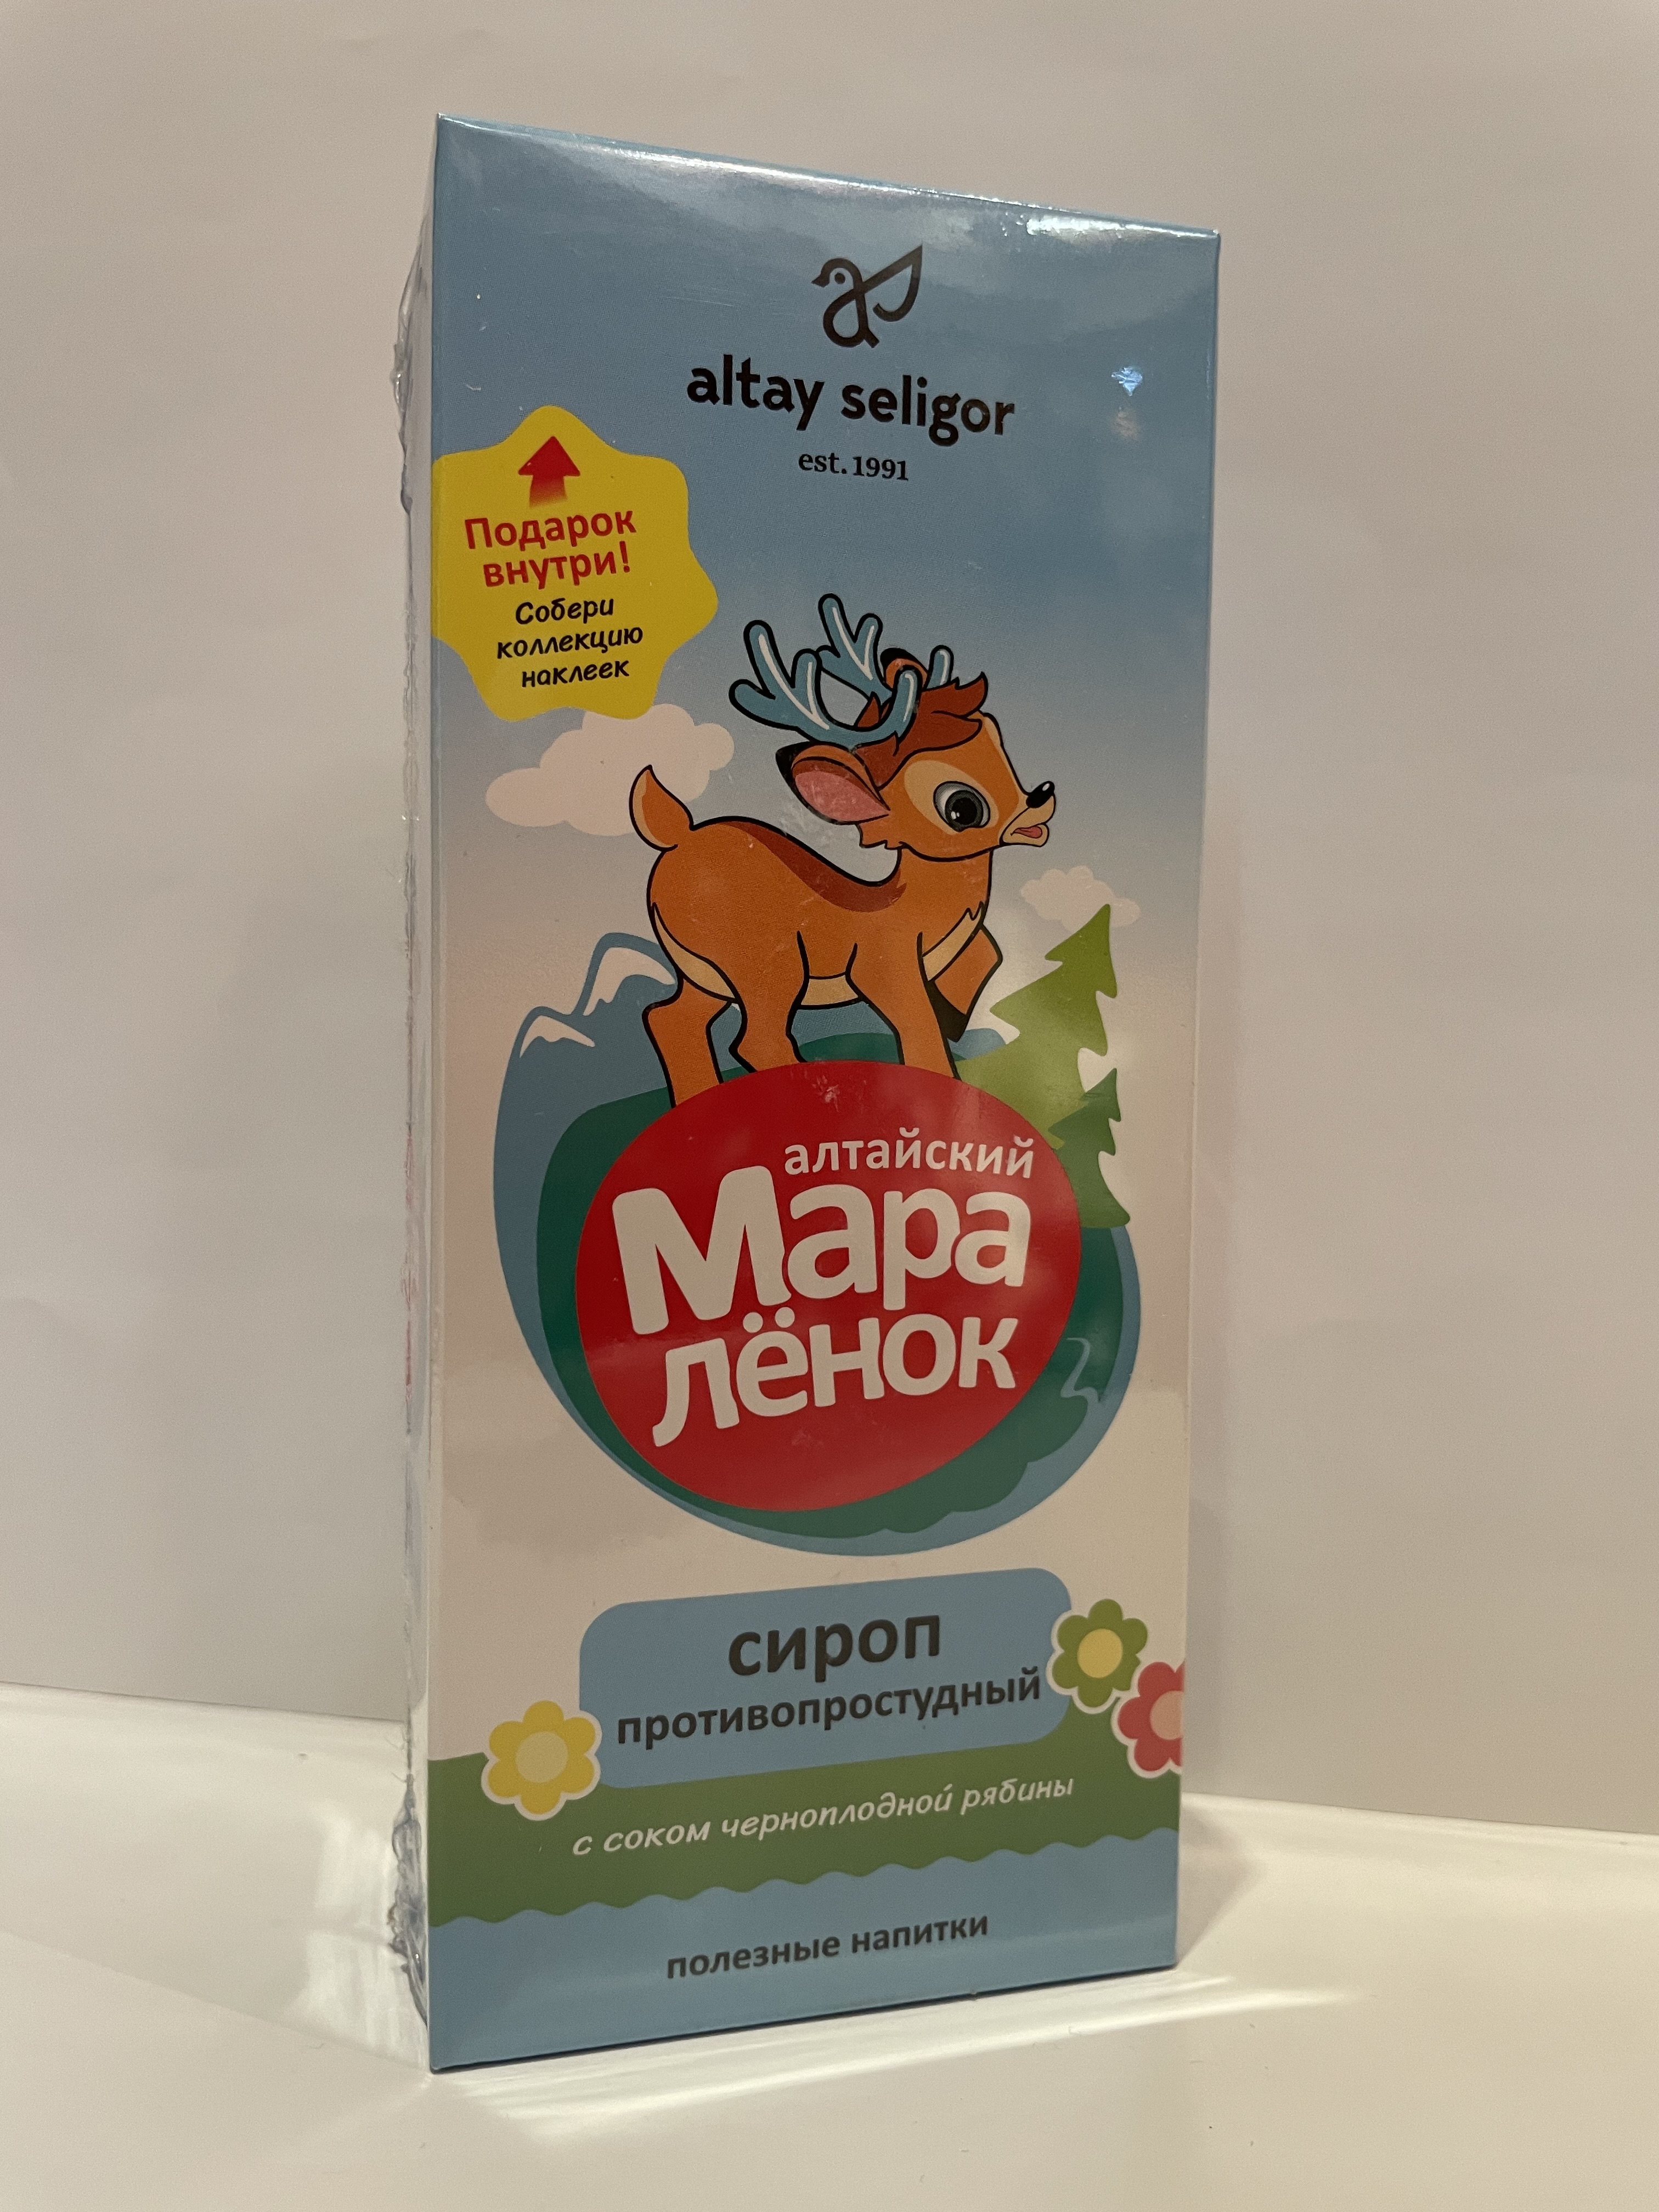 altay seligor
est. 1991
Подарок
внутри!
Собери
коллекцию
наклеек
алтайский
Мара
лёнок
сироп
противопростудный
с соком черноплодной рябины
полезные напитки